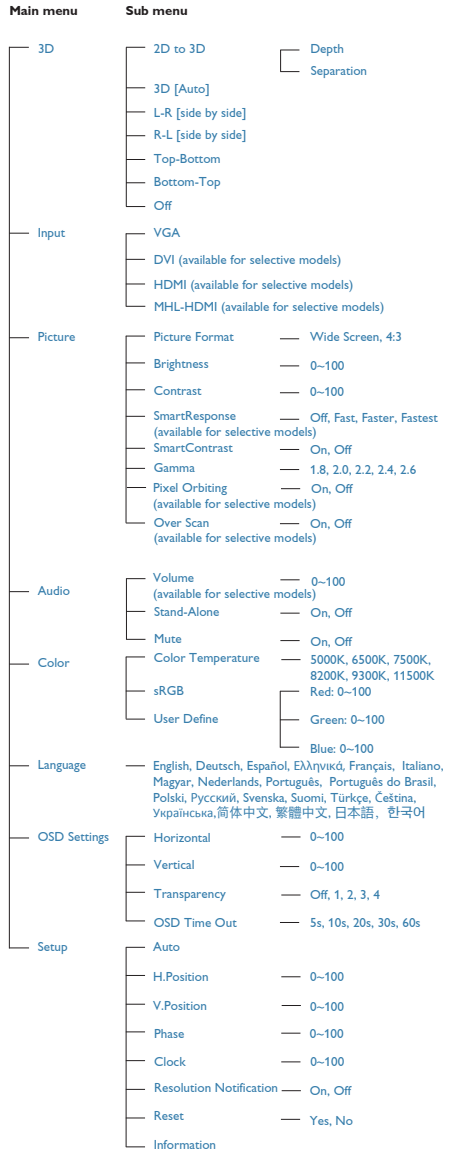 Main menu Sub menu
3D 2D to 3D Depth
Separation
3D [Auto]
L-R [side by side]
R-L [side by side]
Top-Bottom
Bottom-Top
Off
Input VGA
DVI (available for selective models)
HDMI (available for selective models)
MHL-HDMI (available for selective models)
Picture Picture Format Wide Screen, 4:3
Brightness 0~100
Contrast 0~100
SmartResponse Off, Fast, Faster, Fastest
(available for selective models)
SmartContrast On, Off
Gamma 1.8, 2.0, 2.2, 2.4, 2.6
Pixel Orbiting On, Off
(available for selective models)
Over Scan On, Off
(available for selective models)
Audio Volume 0~100
(available for selective models)
Stand-Alone On, Off
Mute On, Off
Color Color Temperature 5000K, 6500K, 7500K,
8200K, 9300K, 11500K
sRGB Red: 0~100
User Define Green: 0~100
Blue: 0~100
Language English, Deutsch, Español, Ελληνικά, Français, Italiano,
Magyar, Nederlands, Português, Português do Brasil,
Polski, Русский, Svenska, Suomi, Türkçe, Čeština,
Українська,简体中文, 繁體中文, 日本語, 한국어
OSD Settings Horizontal 0~100
Vertical 0~100
Transparency Off, 1, 2, 3, 4
OSD Time Out 5s, 10s, 20s, 30s, 60s
Setup Auto
H.Position 0~100
V.Position 0~100
Phase 0~100
Clock 0~100
Resolution Notification On, Off
Reset Yes, No
Information